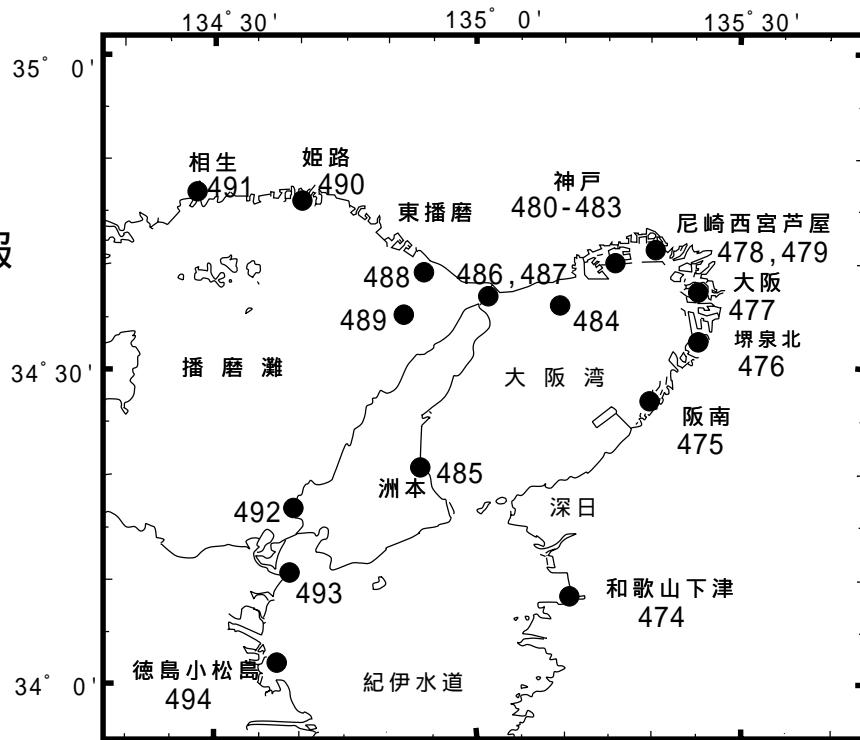 134°30'
135°0'
135°30'
35°0'
相生
491
姫路
490
神戸
480-483
東播磨
尼崎西宮芦屋
478,479
報
488
486,487
大阪
477
489
484
堺泉北
476
34°30'
播磨灘
大阪湾
阪南
475
485
洲本
492
深日
493
和歌山下津
474
徳島小松島
494
紀伊水道
34°0'